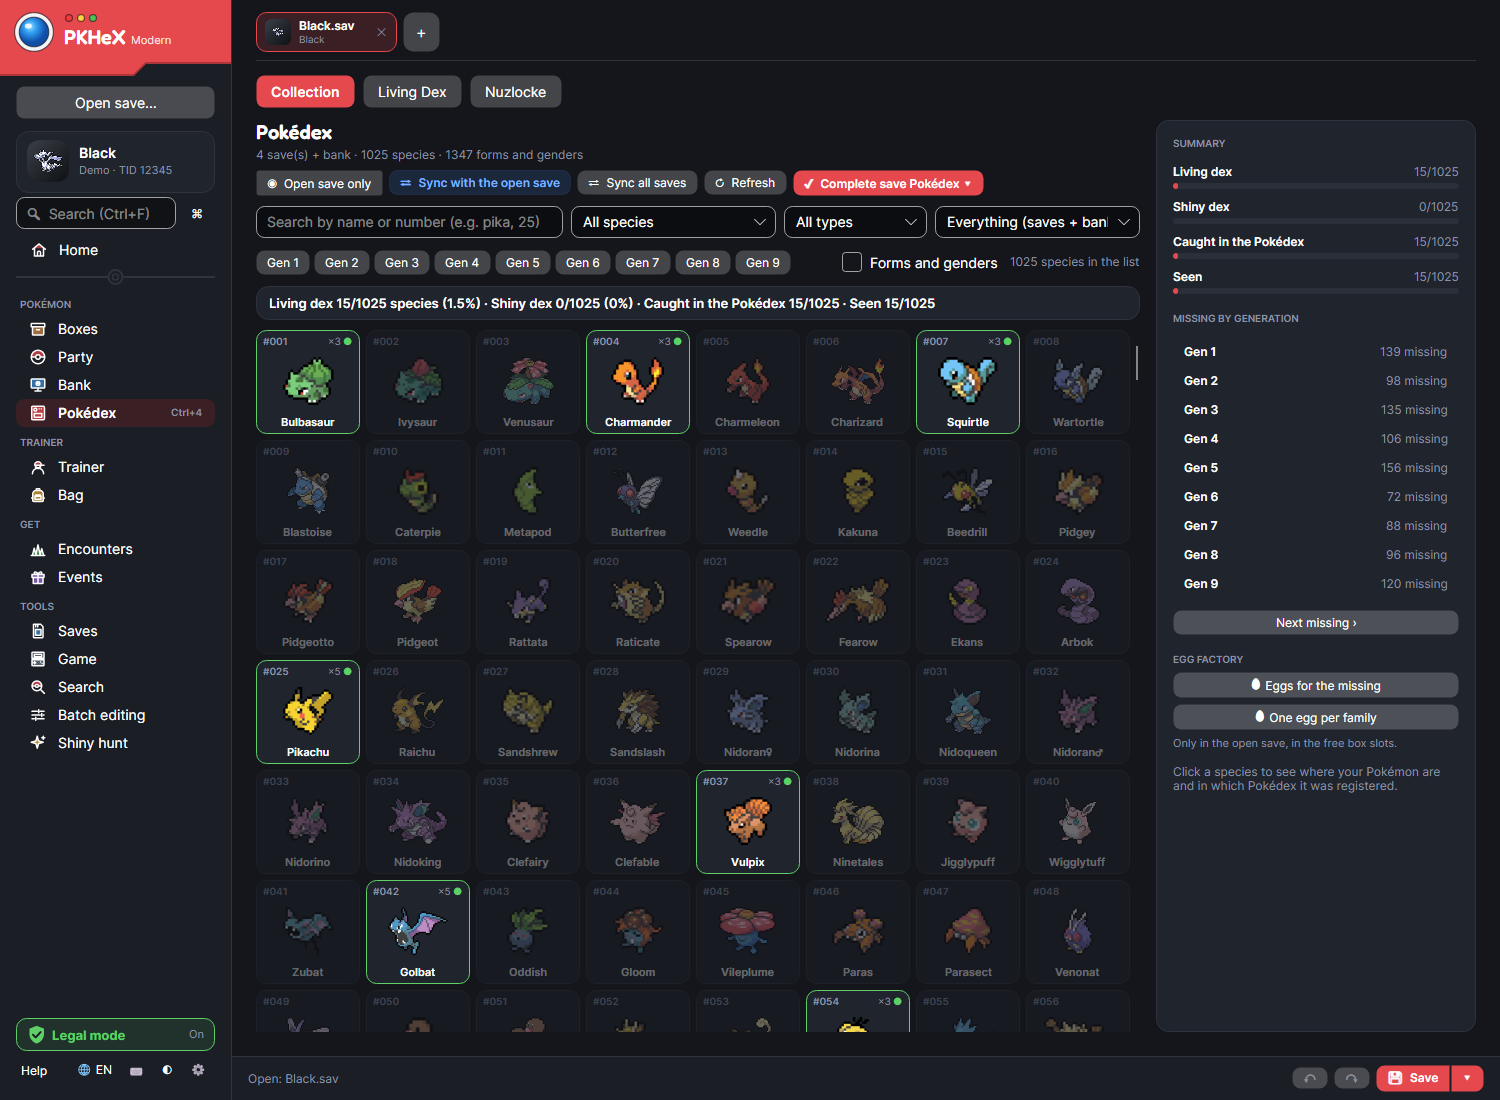 PKHeX Modern
Open save...
Black
Demo · TID 12345
Search (Ctrl+F)
⌘
Home
POKÉMON
Boxes
Party
Bank
Pokédex Ctrl+4
TRAINER
Trainer
Bag
GET
Encounters
Events
TOOLS
Saves
Game
Search
Batch editing
Shiny hunt
Legal mode On
Help EN
Black.sav
Black
+
Collection Living Dex Nuzlocke
Pokédex
4 save(s) + bank · 1025 species · 1347 forms and genders
Open save only Sync with the open save Sync all saves Refresh Complete save Pokédex
Search by name or number (e.g. pika, 25) All species All types Everything (saves + ban
Gen 1 Gen 2 Gen 3 Gen 4 Gen 5 Gen 6 Gen 7 Gen 8 Gen 9 Forms and genders 1025 species in the list
Living dex 15/1025 species (1.5%) · Shiny dex 0/1025 (0%) · Caught in the Pokédex 15/1025 · Seen 15/1025
#001 ×3 #002 #003 #004 ×3 #005 #006 #007 ×3 #008
Bulbasaur Ivysaur Venusaur Charmander Charmeleon Charizard Squirtle Wartortle
#009 #010 #011 #012 #013 #014 #015 #016
Blastoise Caterpie Metapod Butterfree Weedle Kakuna Beedrill Pidgey
#017 #018 #019 #020 #021 #022 #023 #024
Pidgeotto Pidgeot Rattata Raticate Spearow Fearow Ekans Arbok
#025 ×5 #026 #027 #028 #029 #030 #031 #032
Pikachu Raichu Sandshrew Sandslash Nidoran♀ Nidorina Nidoqueen Nidoran♂
#033 #034 #035 #036 #037 ×3 #038 #039 #040
Nidorino Nidoking Clefairy Clefable Vulpix Ninetales Jigglypuff Wigglytuff
#041 #042 ×5 #043 #044 #045 #046 #047 #048
Zubat Golbat Oddish Gloom Vileplume Paras Parasect Venonat
#049 #050 #051 #052 #053 #054 ×3 #055 #056
SUMMARY
Living dex 15/1025
Shiny dex 0/1025
Caught in the Pokédex 15/1025
Seen 15/1025
MISSING BY GENERATION
Gen 1 139 missing
Gen 2 98 missing
Gen 3 135 missing
Gen 4 106 missing
Gen 5 156 missing
Gen 6 72 missing
Gen 7 88 missing
Gen 8 96 missing
Gen 9 120 missing
Next missing ›
EGG FACTORY
Eggs for the missing
One egg per family
Only in the open save, in the free box slots.
Click a species to see where your Pokémon are
and in which Pokédex it was registered.
Open: Black.sav
Save